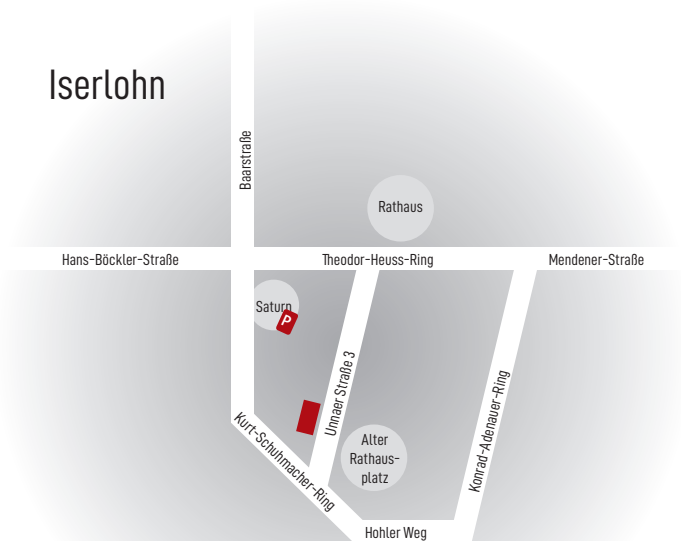 Iserlohn
Baarstraße
Rathaus
Hans-Böckler-Straße
Theodor-Heuss-Ring
Mendener-Straße
Saturn
P
Unnaer Straße 3
Konrad-Adenauer-Ring
Kurt-Schuhmacher-Ring
Alter
Rathaus-
platz
Hohler Weg